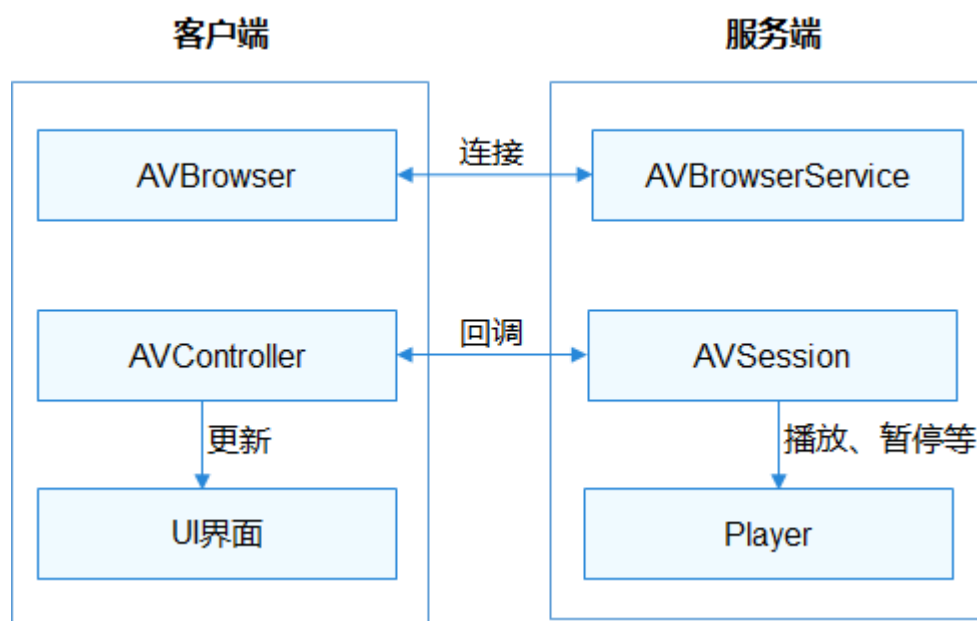 客户端
服务端
AVBrowser
连接
AVBrowserService
AVController
回调
AVSession
更新
播放、暂停等
UI界面
Player